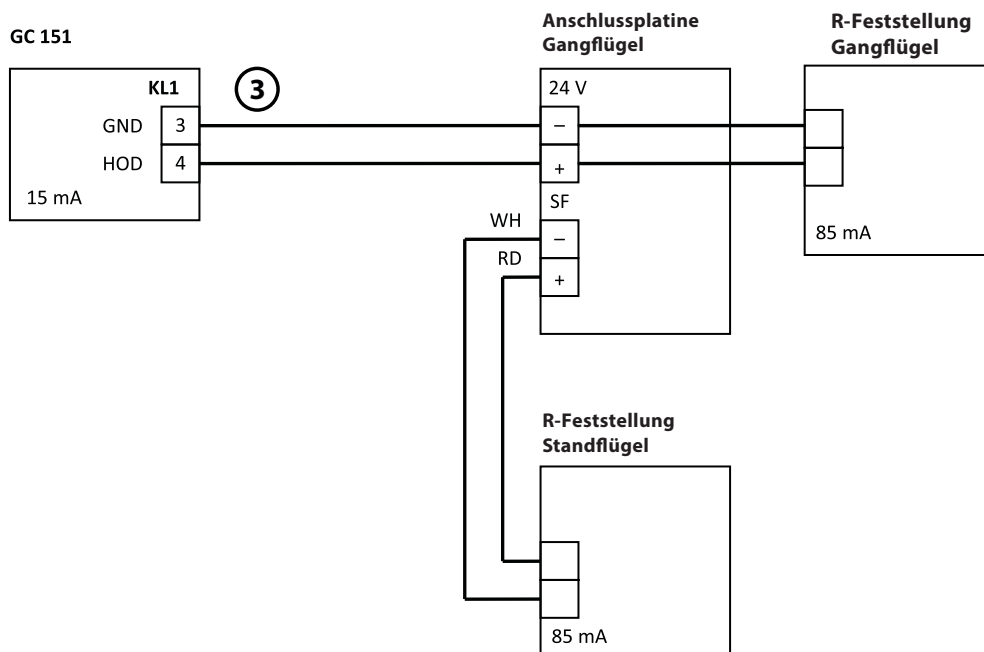 GC 151
KL1
3
GND 3
HOD 4
15 mA
Anschlussplatine
Gangflügel
24 V
–
+
SF
WH –
RD +
R-Feststellung
Gangflügel
85 mA
R-Feststellung
Standflügel
85 mA